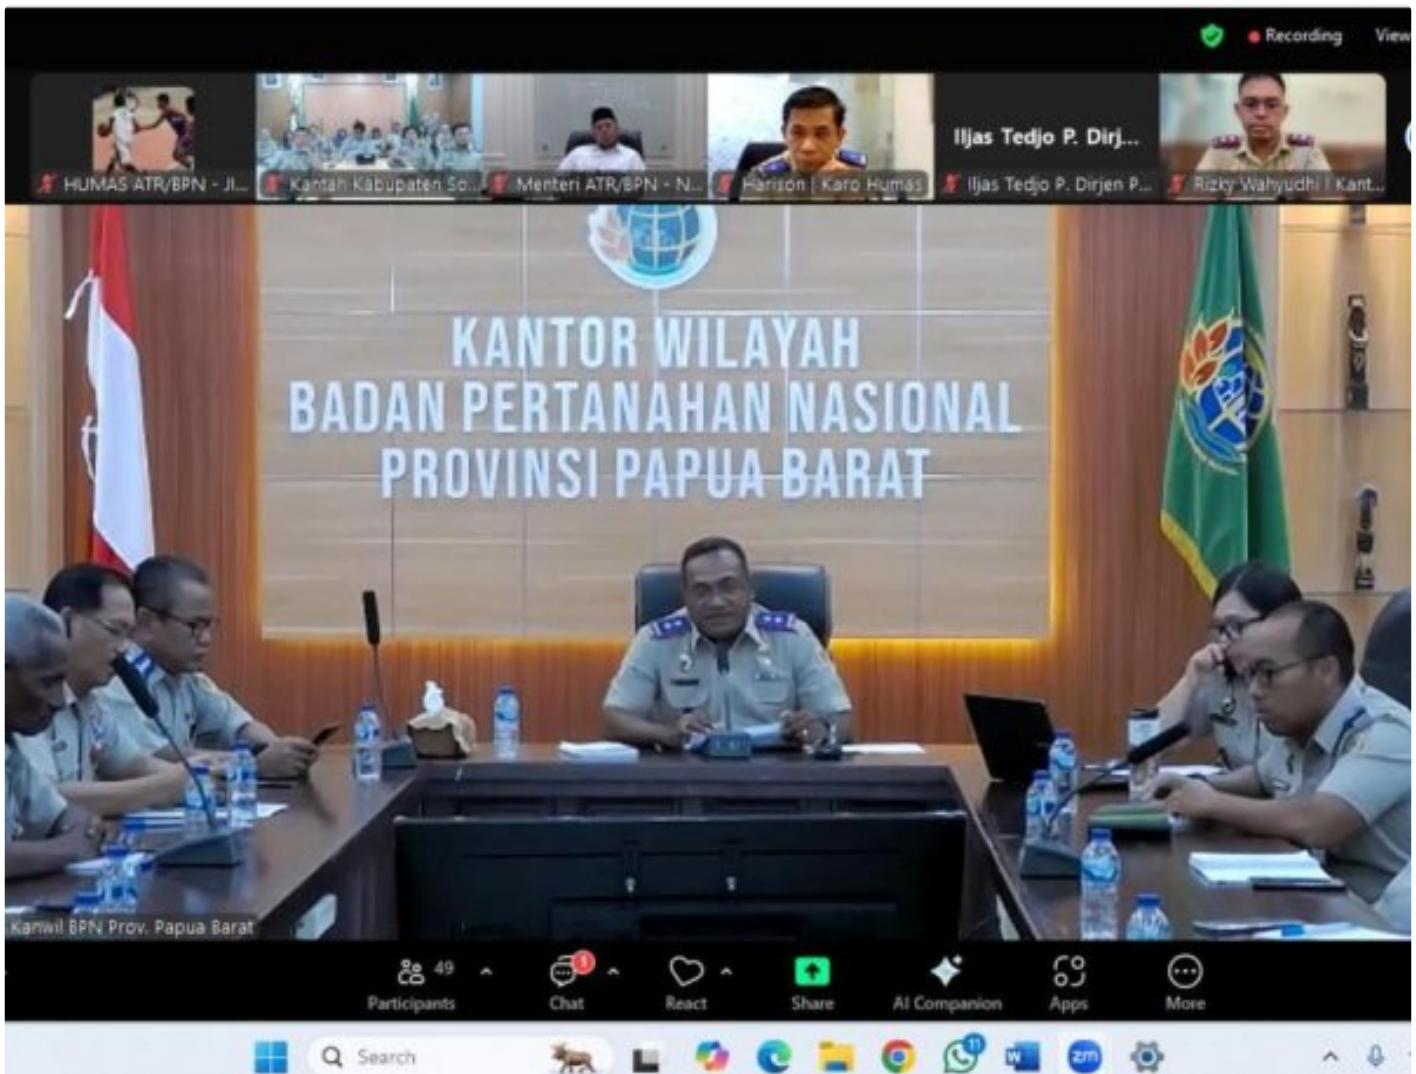 Recording
View
HUMAS ATR/BPN - JI...
Kantah Kabupaten So...
Menteri ATR/BPN - N...
Harison | Karo Humas
Iljas Tedjo P. Dirj...
Iljas Tedjo P. Dirjen P...
Rizky Wahyudhi | Kant...
KANTOR WILAYAH
BADAN PERTANAHAN NASIONAL
PROVINSI PAPUA BARAT
Kanwil BPN Prov. Papua Barat
49
Participants
Chat
React
Share
AI Companion
Apps
More
Search
11
W
zm